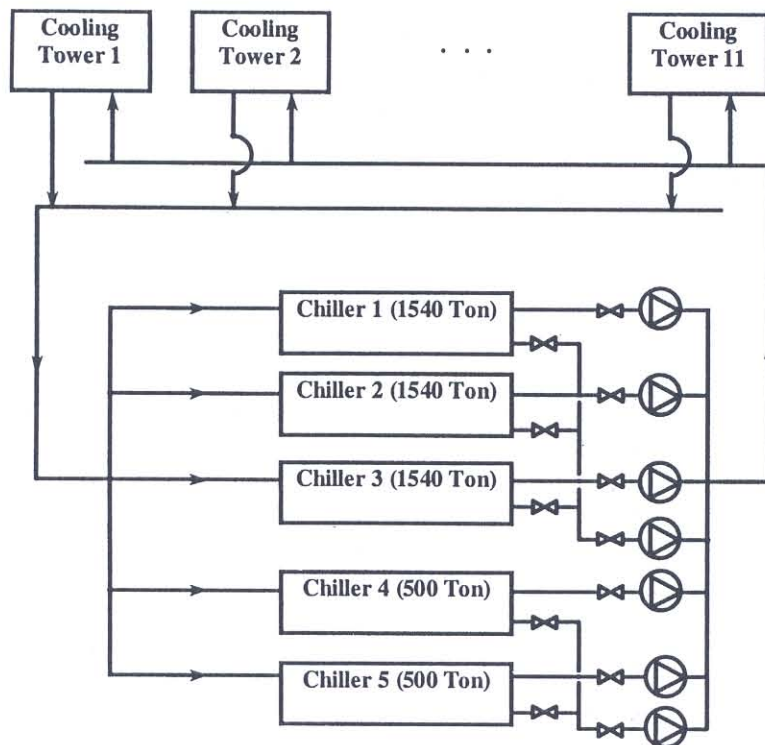 Cooling
Tower 1
Cooling
Tower 2
. . .
Cooling
Tower 11
Chiller 1 (1540 Ton)
Chiller 2 (1540 Ton)
Chiller 3 (1540 Ton)
Chiller 4 (500 Ton)
Chiller 5 (500 Ton)